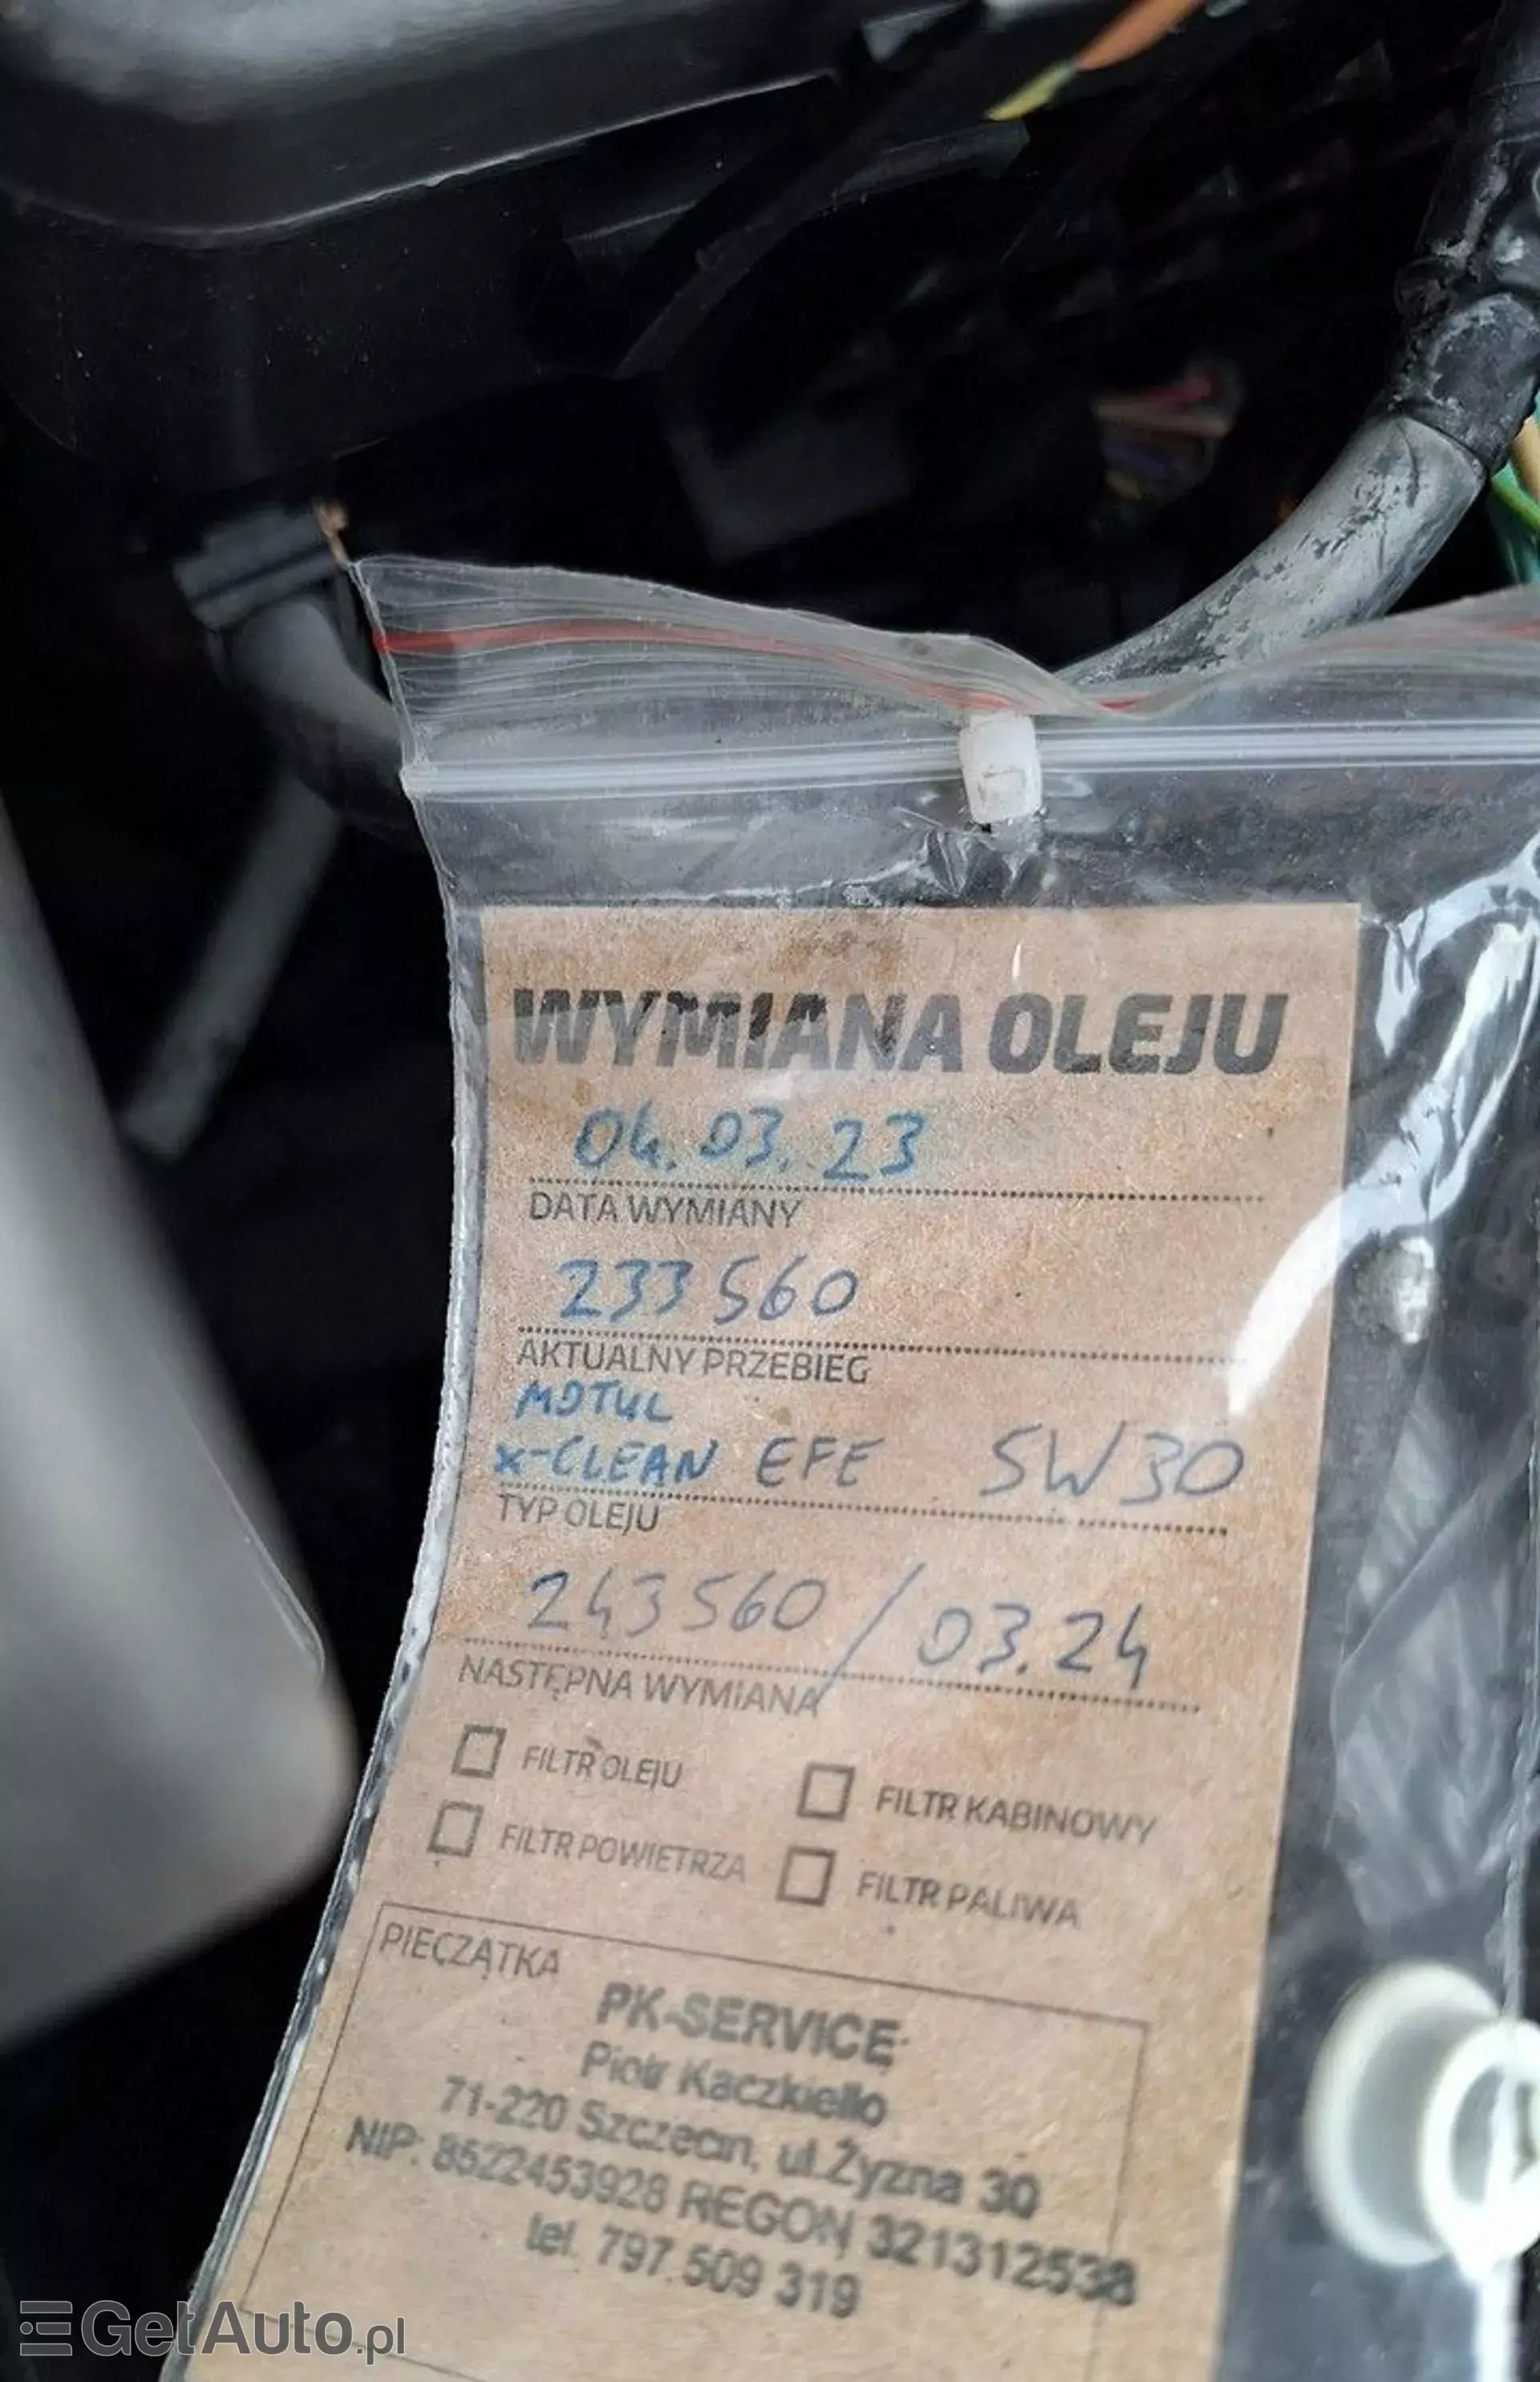 WYMIANA OLEJU
04.03.23
DATA WYMIANY
233 560
AKTUALNY PRZEBIEG
MOTUL
X-CLEAN EFE 5W30
TYP OLEJU
243560 / 03.24
NASTĘPNA WYMIANA
FILTR OLEJU
FILTR KABINOWY
FILTR POWIETRZA
FILTR PALIWA
PIECZĄTKA
PK-SERVICE
Piotr Kaczkiełło
71-220 Szczecin, ul.Żyzna 30
NIP: 8522453928 REGON 321312538
tel. 797 509 319
GetAuto.pl